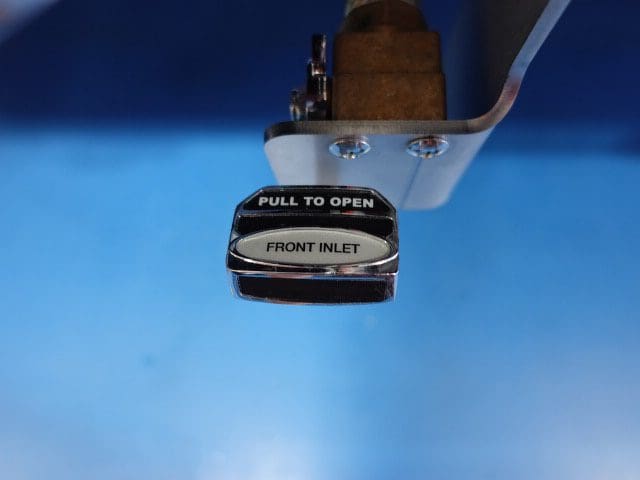 PULL TO OPEN
FRONT INLET